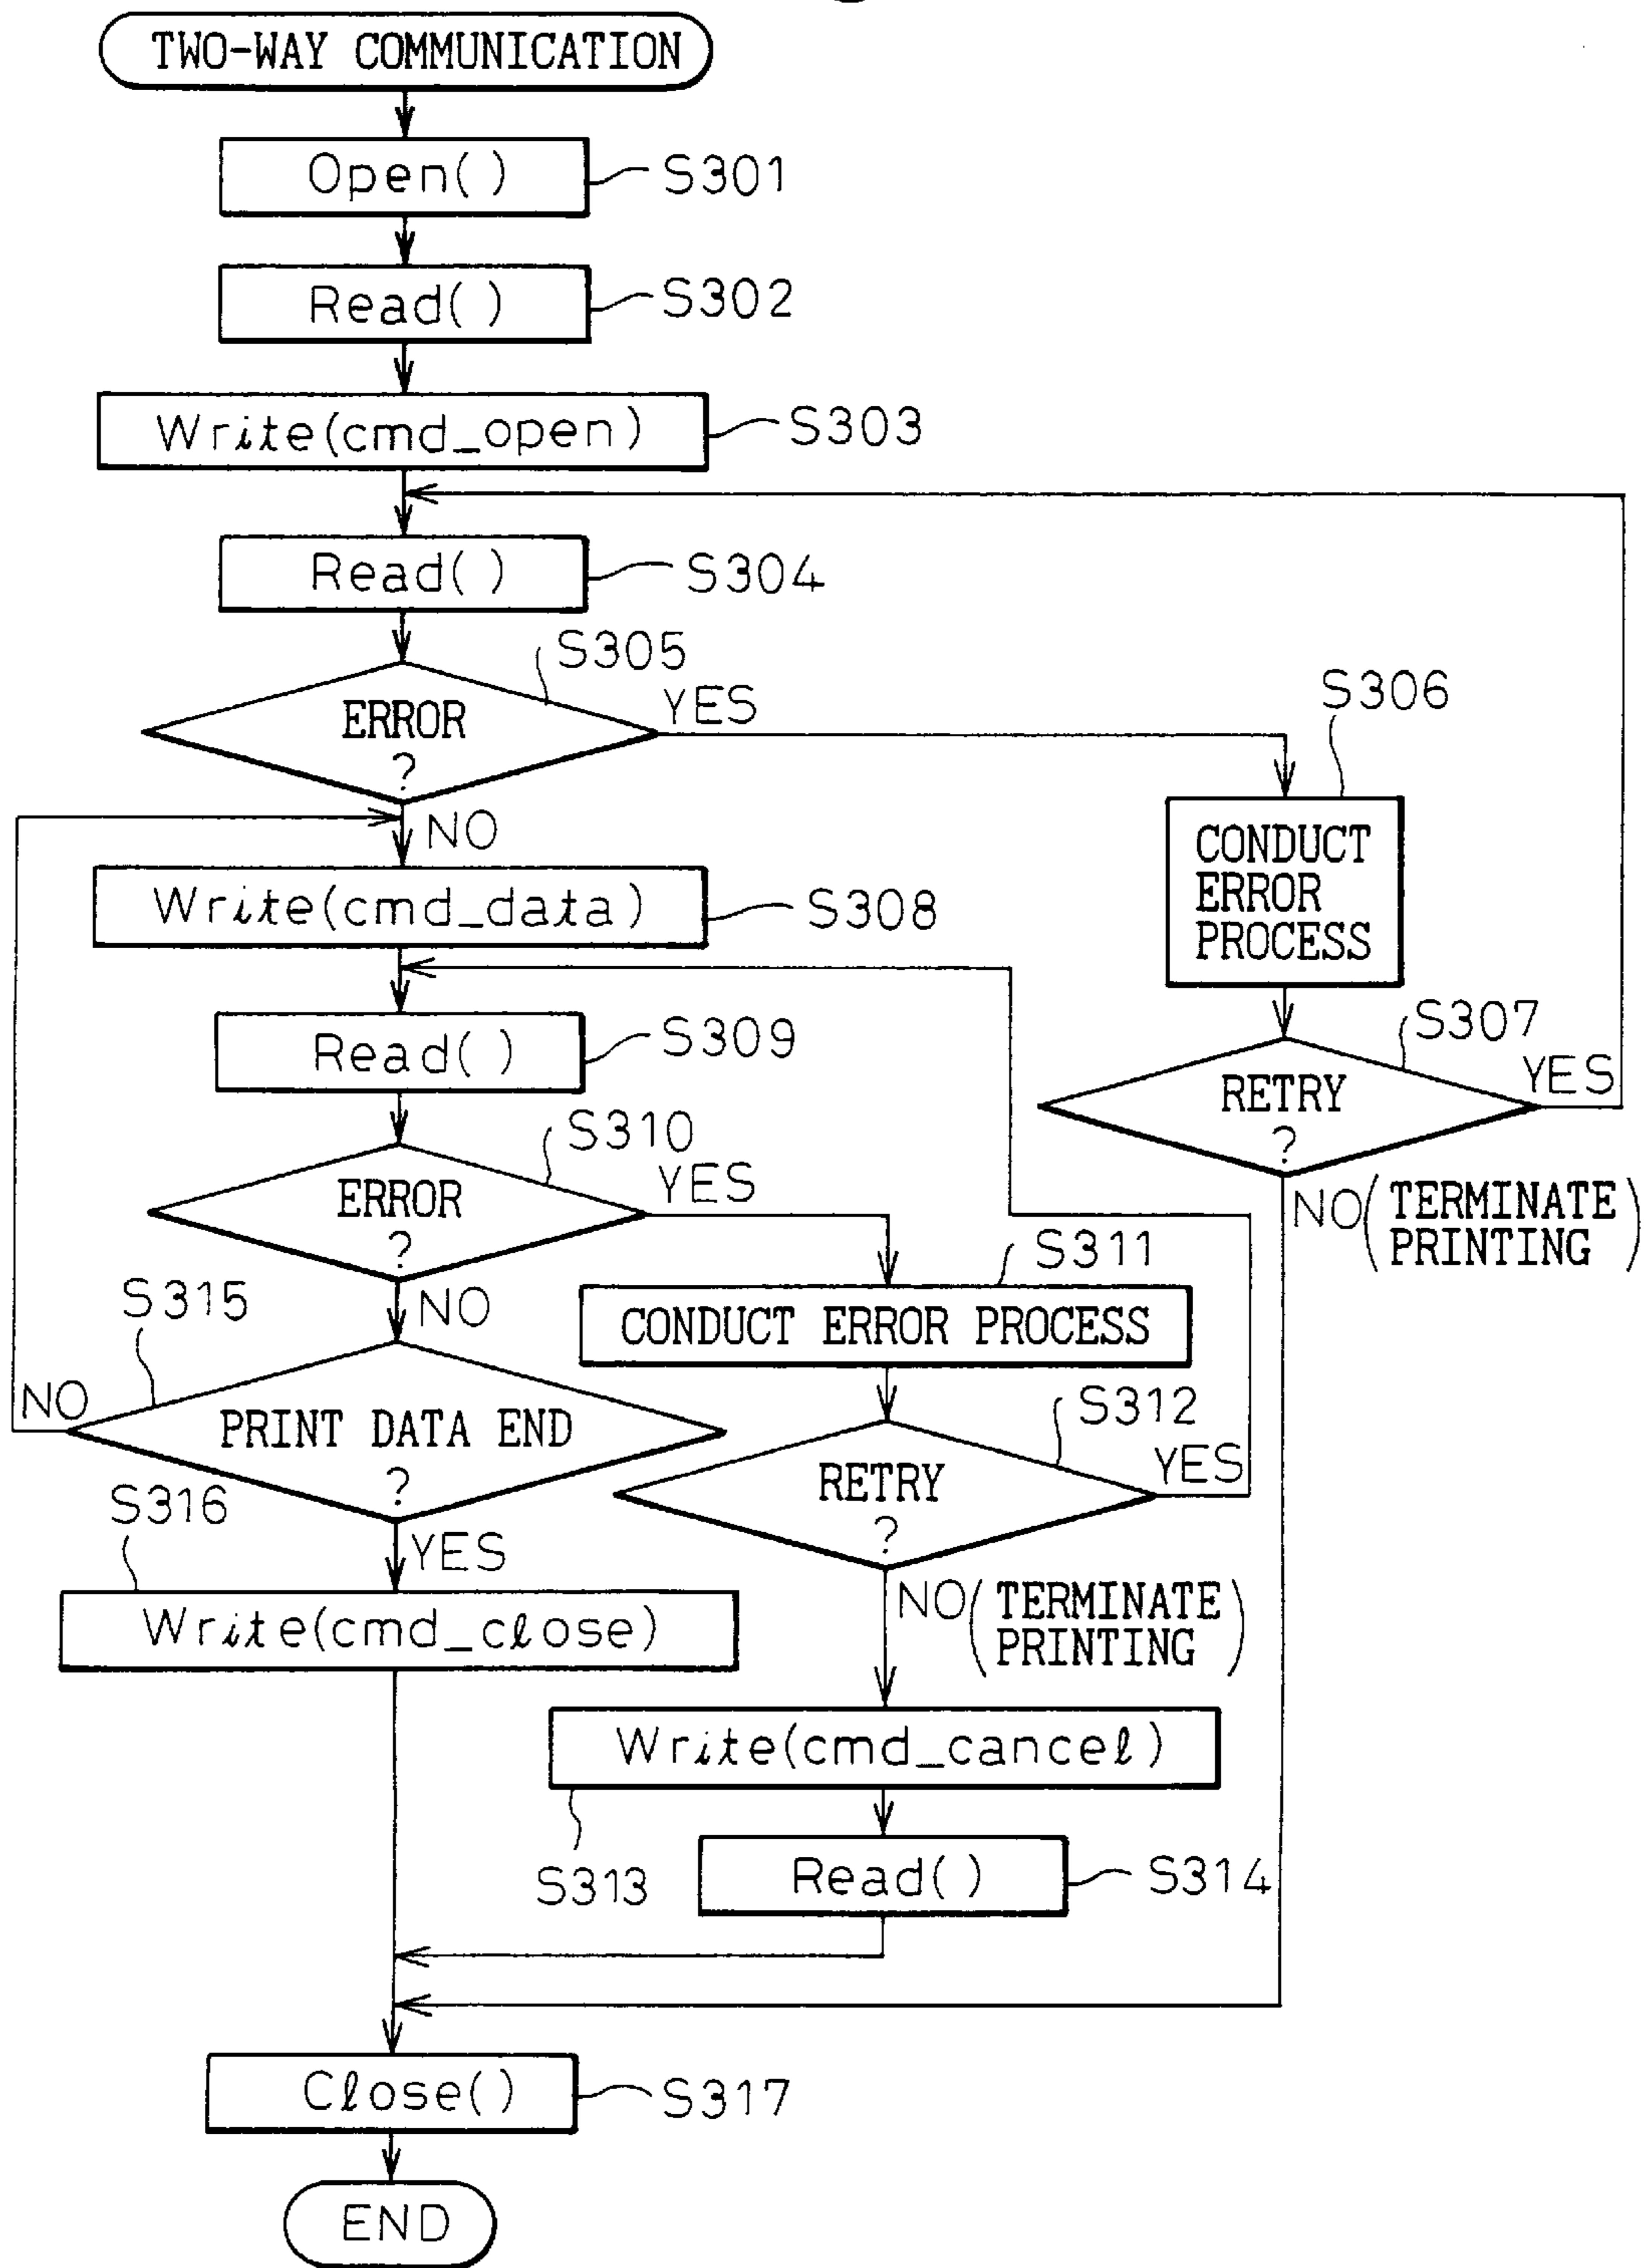 TWO-WAY COMMUNICATION
Open()
S301
Read()
S302
Write(cmd_open)
S303
Read()
S304
S305
ERROR
?
YES
NO
S306
CONDUCT
ERROR
PROCESS
S307
RETRY
?
YES
NO (TERMINATE
PRINTING)
Write(cmd_data)
S308
Read()
S309
S310
ERROR
?
YES
NO
S311
CONDUCT ERROR PROCESS
S312
RETRY
?
YES
NO (TERMINATE
PRINTING)
S315
PRINT DATA END
?
NO
YES
S316
Write(cmd_close)
Write(cmd_cancel)
S313
Read()
S314
Close()
S317
END